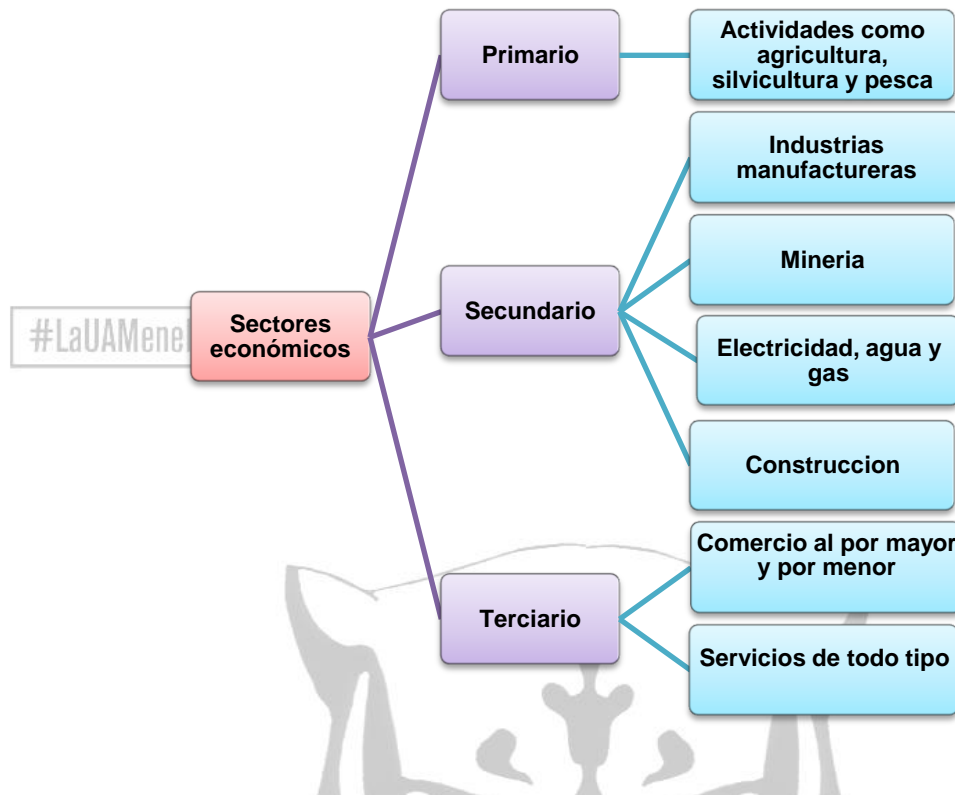 Primario
Actividades como
agricultura,
silvicultura y pesca
Industrias
manufactureras
Mineria
#LaUAMene
Sectores
económicos
Secundario
Electricidad, agua y
gas
Construccion
Comercio al por mayor
y por menor
Terciario
Servicios de todo tipo